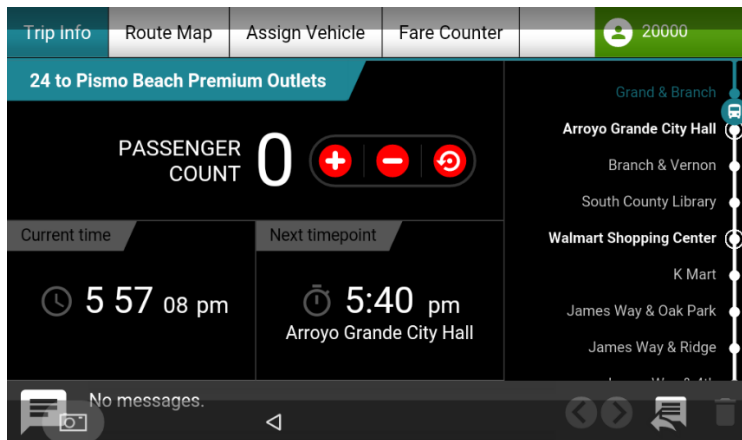 Trip Info
Route Map
Assign Vehicle
Fare Counter
20000
24 to Pismo Beach Premium Outlets
PASSENGER
COUNT
0
Current time
5 57 08 pm
Next timepoint
5:40 pm
Arroyo Grande City Hall
Grand & Branch
Arroyo Grande City Hall
Branch & Vernon
South County Library
Walmart Shopping Center
K Mart
James Way & Oak Park
James Way & Ridge
No messages.